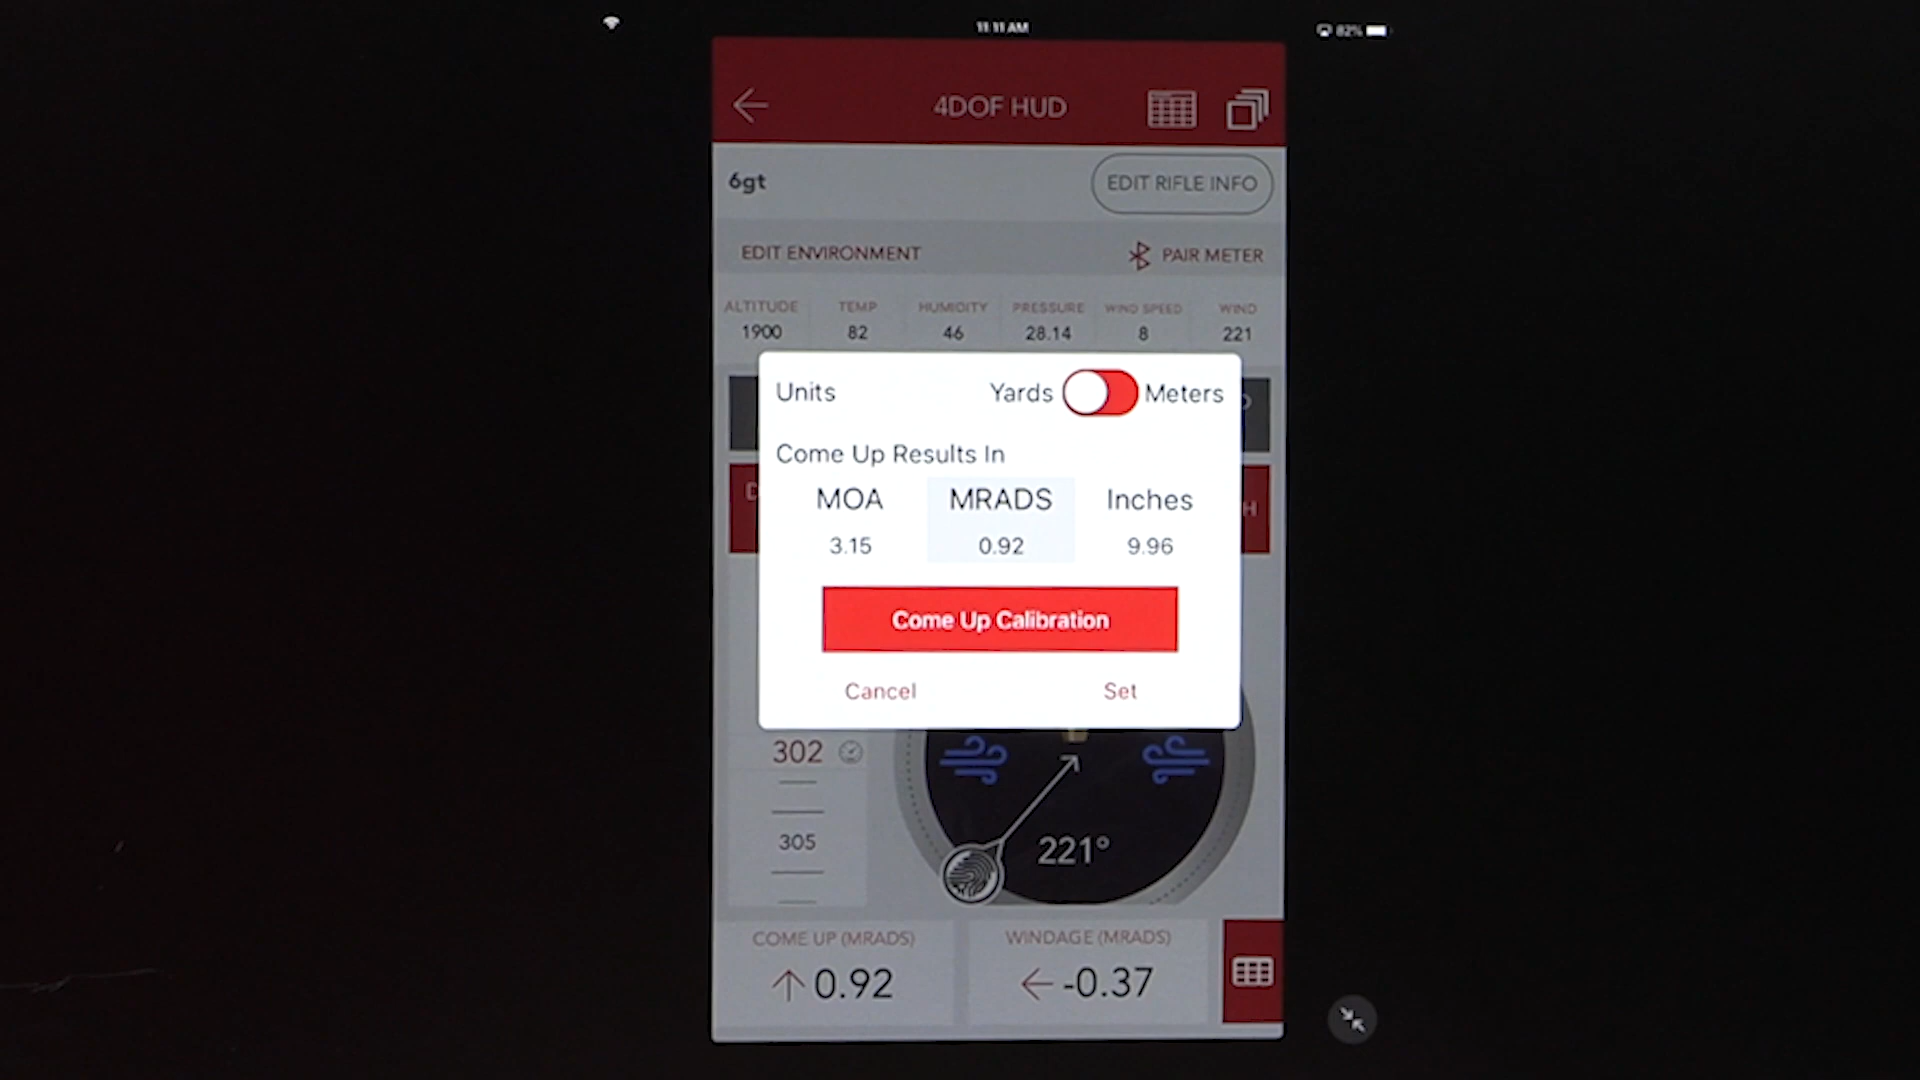 11:11 AM
82%
4DOF HUD
6gt
EDIT RIFLE INFO
EDIT ENVIRONMENT
PAIR METER
ALTITUDE TEMP HUMIDITY PRESSURE WIND SPEED WIND
1900 82 46 28.14 8 221
Units Yards Meters
Come Up Results In
MOA MRADS Inches
3.15 0.92 9.96
Come Up Calibration
Cancel Set
302
305
221°
COME UP (MRADS) WINDAGE (MRADS)
0.92 -0.37